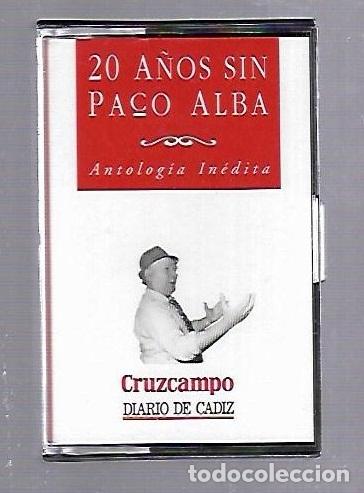 20 AÑOS SIN
PACO ALBA
Antología Inédita
Cruzcampo
DIARIO DE CADIZ
todocoleccion